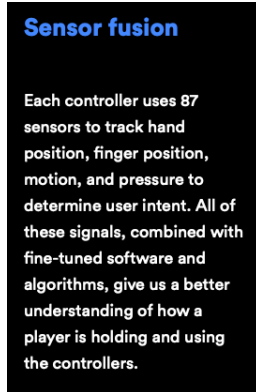 Sensor fusion
Each controller uses 87
sensors to track hand
position, finger position,
motion, and pressure to
determine user intent. All of
these signals, combined with
fine-tuned software and
algorithms, give us a better
understanding of how a
player is holding and using
the controllers.